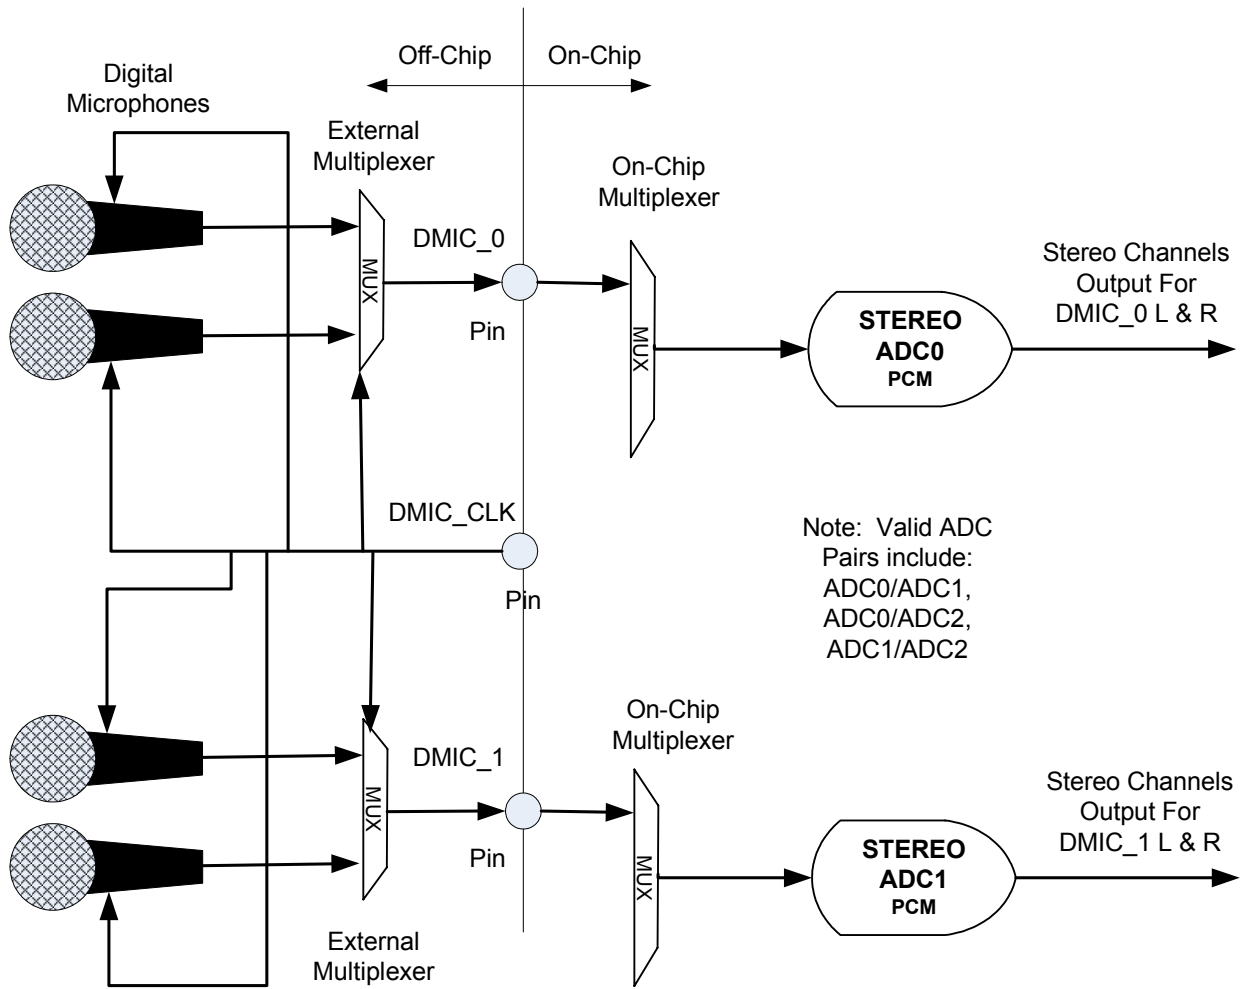 Off-Chip
On-Chip
Digital
Microphones
External
Multiplexer
On-Chip
Multiplexer
DMIC_0
MUX
Pin
MUX
STEREO
ADC0
PCM
Stereo Channels
Output For
DMIC_0 L & R
DMIC_CLK
Pin
Note:  Valid ADC
Pairs include:
ADC0/ADC1,
ADC0/ADC2,
ADC1/ADC2
On-Chip
Multiplexer
DMIC_1
MUX
Pin
MUX
STEREO
ADC1
PCM
Stereo Channels
Output For
DMIC_1 L & R
External
Multiplexer